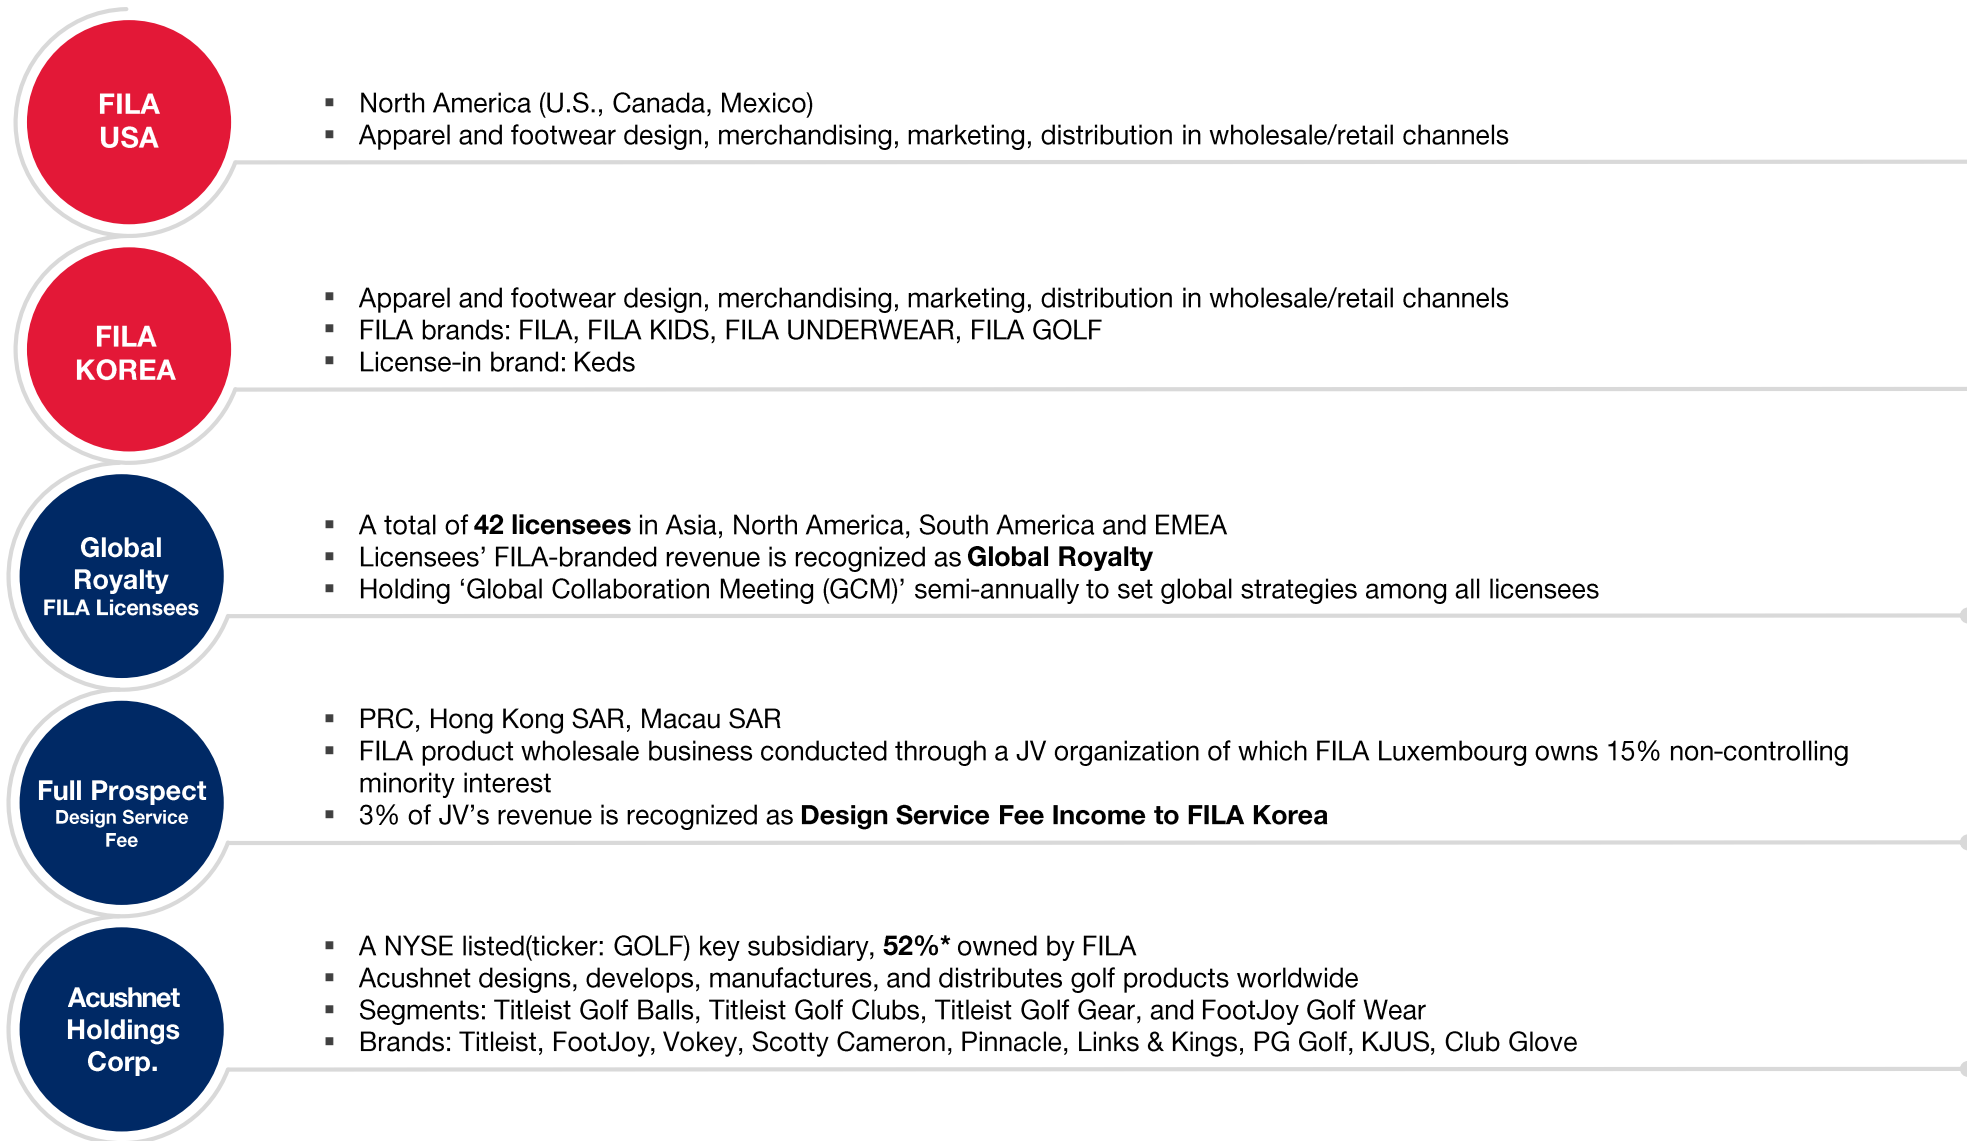 FILA
USA
▪ North America (U.S., Canada, Mexico)
▪ Apparel and footwear design, merchandising, marketing, distribution in wholesale/retail channels
FILA
KOREA
▪ Apparel and footwear design, merchandising, marketing, distribution in wholesale/retail channels
▪ FILA brands: FILA, FILA KIDS, FILA UNDERWEAR, FILA GOLF
▪ License-in brand: Keds
Global
Royalty
FILA Licensees
▪ A total of 42 licensees in Asia, North America, South America and EMEA
▪ Licensees’ FILA-branded revenue is recognized as Global Royalty
▪ Holding ‘Global Collaboration Meeting (GCM)’ semi-annually to set global strategies among all licensees
Full Prospect
Design Service
Fee
▪ PRC, Hong Kong SAR, Macau SAR
▪ FILA product wholesale business conducted through a JV organization of which FILA Luxembourg owns 15% non-controlling
minority interest
▪ 3% of JV’s revenue is recognized as Design Service Fee Income to FILA Korea
Acushnet
Holdings
Corp.
▪ A NYSE listed(ticker: GOLF) key subsidiary, 52%* owned by FILA
▪ Acushnet designs, develops, manufactures, and distributes golf products worldwide
▪ Segments: Titleist Golf Balls, Titleist Golf Clubs, Titleist Golf Gear, and FootJoy Golf Wear
▪ Brands: Titleist, FootJoy, Vokey, Scotty Cameron, Pinnacle, Links & Kings, PG Golf, KJUS, Club Glove